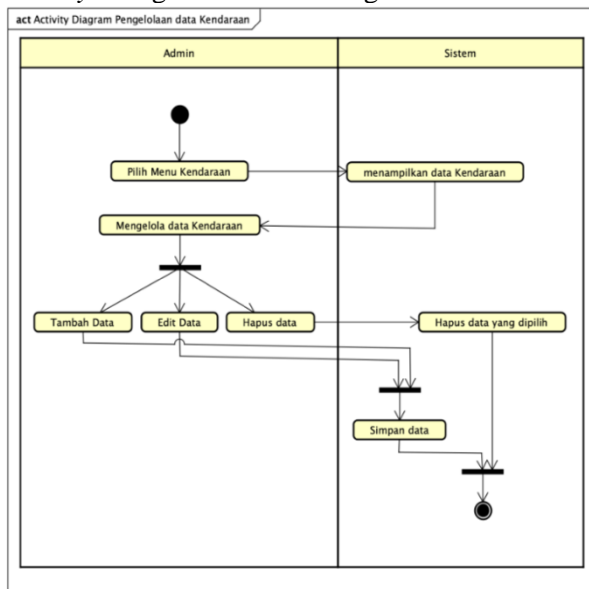 act Activity Diagram Pengelolaan data Kendaraan
Admin
Sistem
Pilih Menu Kendaraan
menampilkan data Kendaraan
Mengelola data Kendaraan
Tambah Data
Edit Data
Hapus data
Hapus data yang dipilih
Simpan data